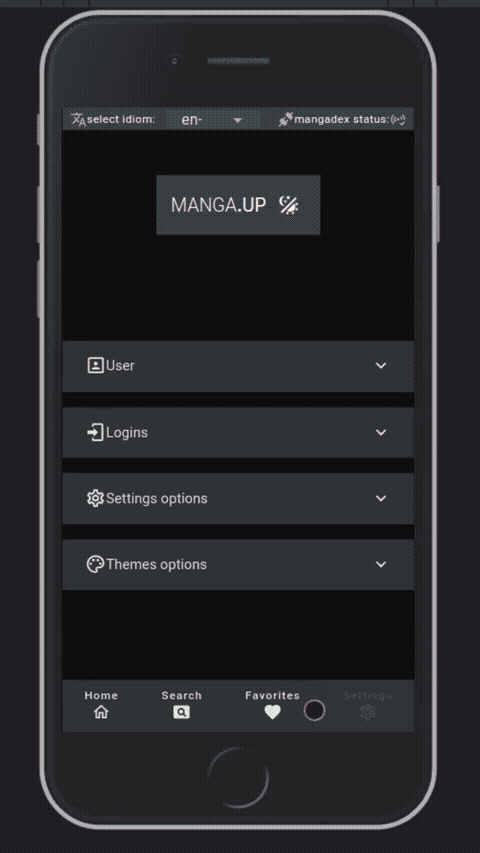 select idiom: en- mangadex status:
MANGA.UP
User
Logins
Settings options
Themes options
Home Search Favorites Settings